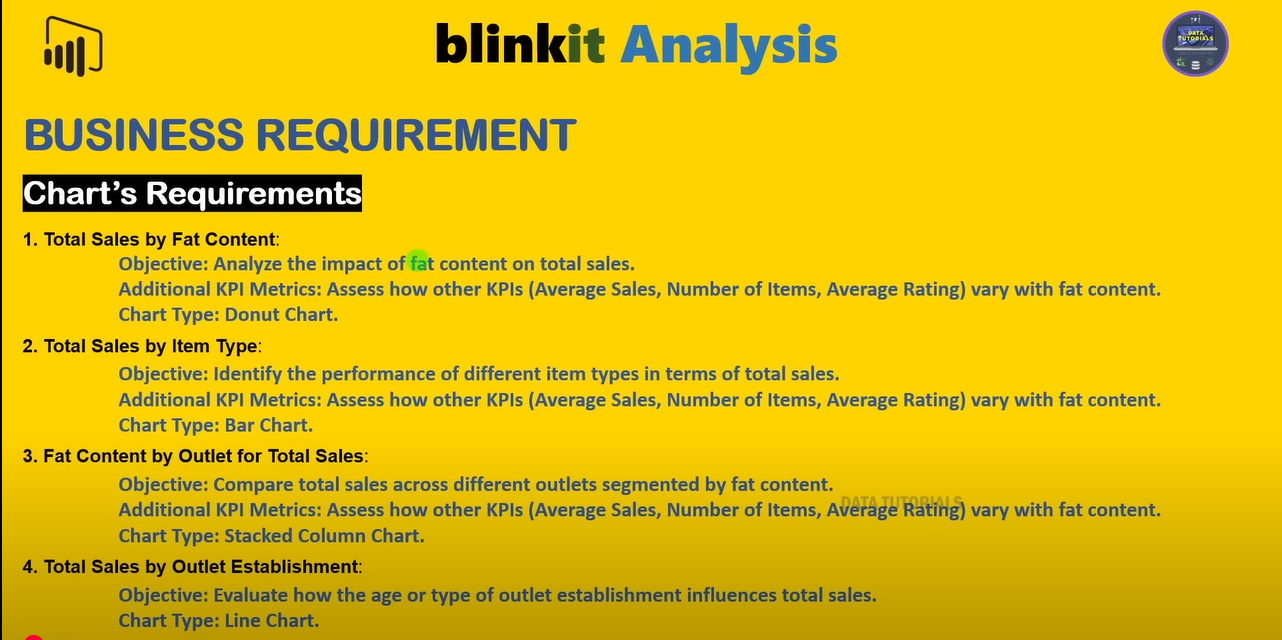 blinkit Analysis
DATA
TUTORIALS
BUSINESS REQUIREMENT
Chart's Requirements
1. Total Sales by Fat Content:
Objective: Analyze the impact of fat content on total sales.
Additional KPI Metrics: Assess how other KPIs (Average Sales, Number of Items, Average Rating) vary with fat content.
Chart Type: Donut Chart.
2. Total Sales by Item Type:
Objective: Identify the performance of different item types in terms of total sales.
Additional KPI Metrics: Assess how other KPIs (Average Sales, Number of Items, Average Rating) vary with fat content.
Chart Type: Bar Chart.
3. Fat Content by Outlet for Total Sales:
Objective: Compare total sales across different outlets segmented by fat content.
DATA TUTORIALS
Additional KPI Metrics: Assess how other KPIs (Average Sales, Number of Items, Average Rating) vary with fat content.
Chart Type: Stacked Column Chart.
4. Total Sales by Outlet Establishment:
Objective: Evaluate how the age or type of outlet establishment influences total sales.
Chart Type: Line Chart.